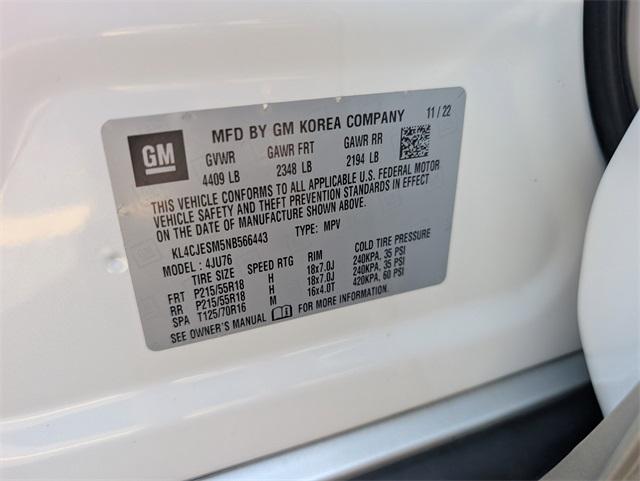 MFD BY GM KOREA COMPANY 11/22
GM
GVWR GAWR FRT GAWR RR
4409 LB 2348 LB 2194 LB
THIS VEHICLE CONFORMS TO ALL APPLICABLE U.S. FEDERAL MOTOR
VEHICLE SAFETY AND THEFT PREVENTION STANDARDS IN EFFECT
ON THE DATE OF MANUFACTURE SHOWN ABOVE.
KL4CJESM5NB566443 TYPE: MPV
MODEL: 4JU76
TIRE SIZE SPEED RTG RIM COLD TIRE PRESSURE
FRT P215/55R18 H 18x7.0J 240KPA, 35 PSI
RR P215/55R18 H 18x7.0J 240KPA, 35 PSI
SPA T125/70R16 M 16x4.0T 420KPA, 60 PSI
SEE OWNER'S MANUAL FOR MORE INFORMATION.